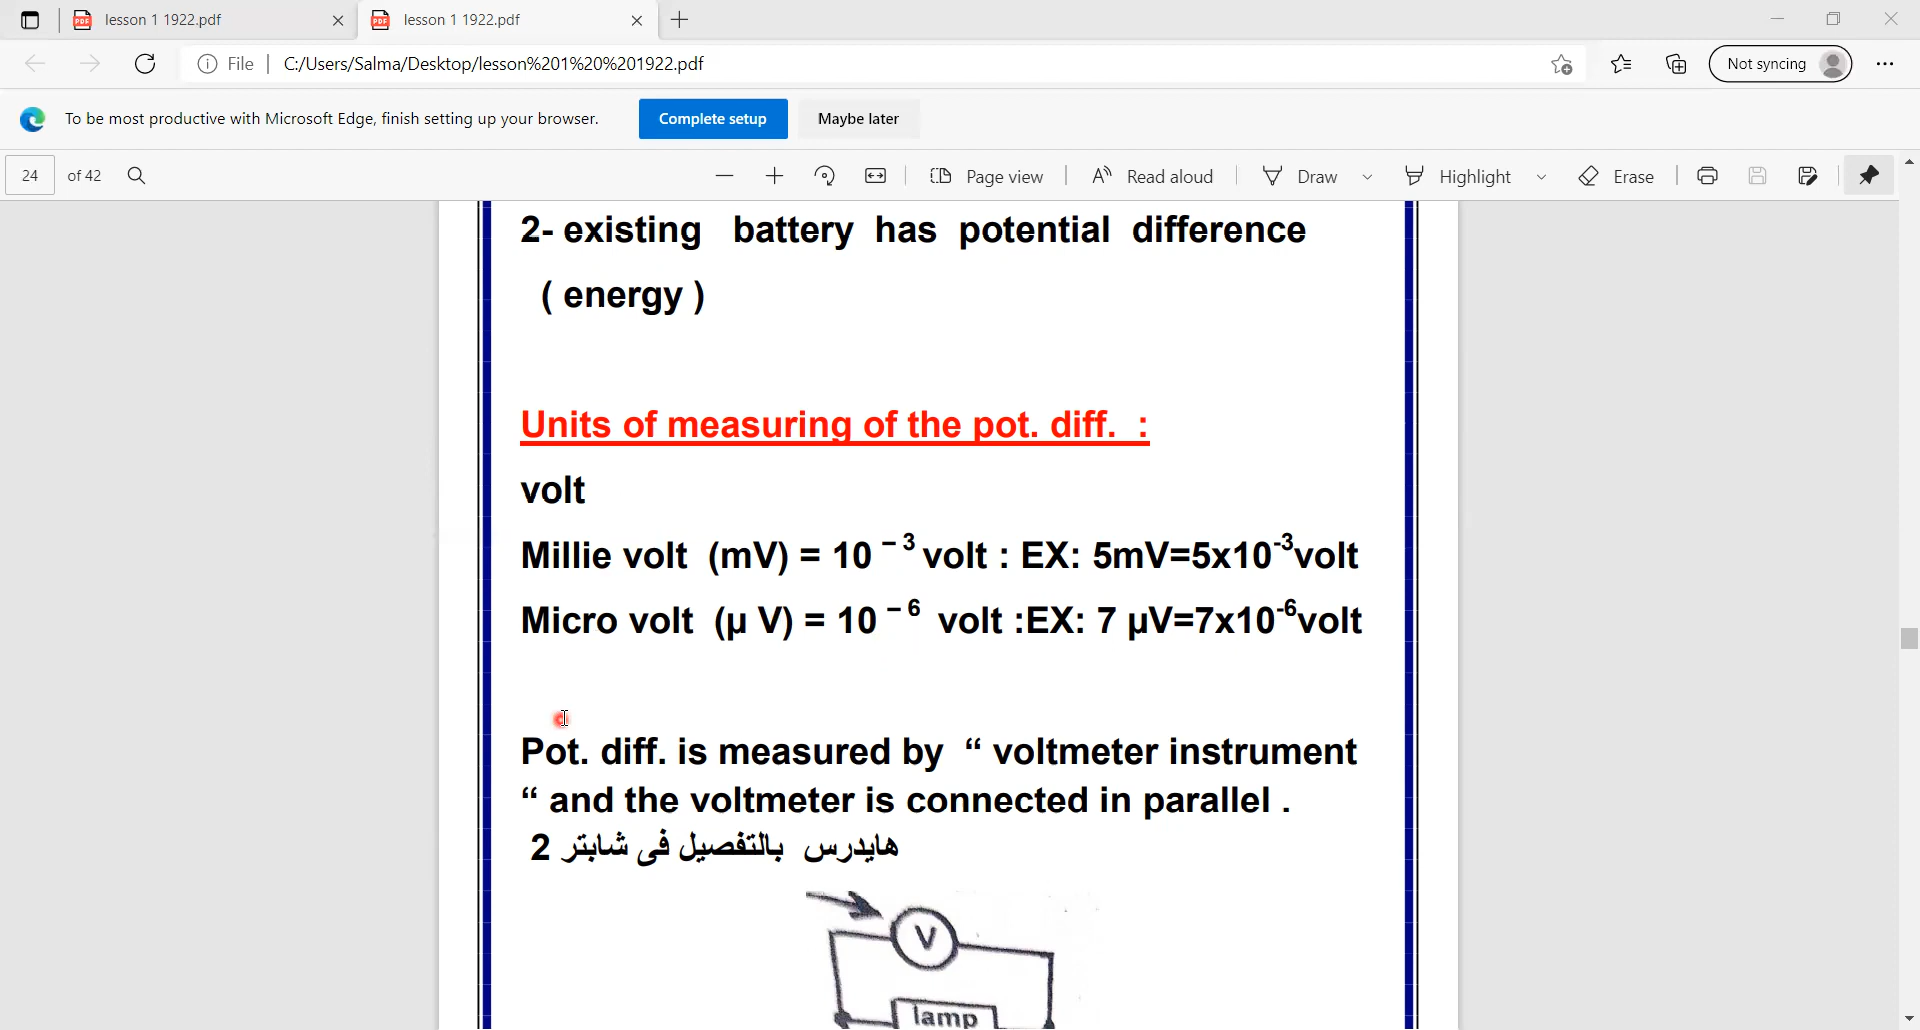 lesson 1 1922.pdf
lesson 1 1922.pdf
File
C:/Users/Salma/Desktop/lesson%201%20%201922.pdf
Not syncing
To be most productive with Microsoft Edge, finish setting up your browser.
Complete setup
Maybe later
24 of 42
Page view
Read aloud
Draw
Highlight
Erase
2- existing battery has potential difference
( energy )
Units of measuring of the pot. diff. :
volt
Millie volt (mV) = 10 ⁻ ³ volt : EX: 5mV=5x10⁻³volt
Micro volt (µ V) = 10 ⁻ ⁶ volt :EX: 7 µV=7x10⁻⁶volt
Pot. diff. is measured by “ voltmeter instrument
“ and the voltmeter is connected in parallel .
هايدرس بالتفصيل فى شابتر 2
V
lamp